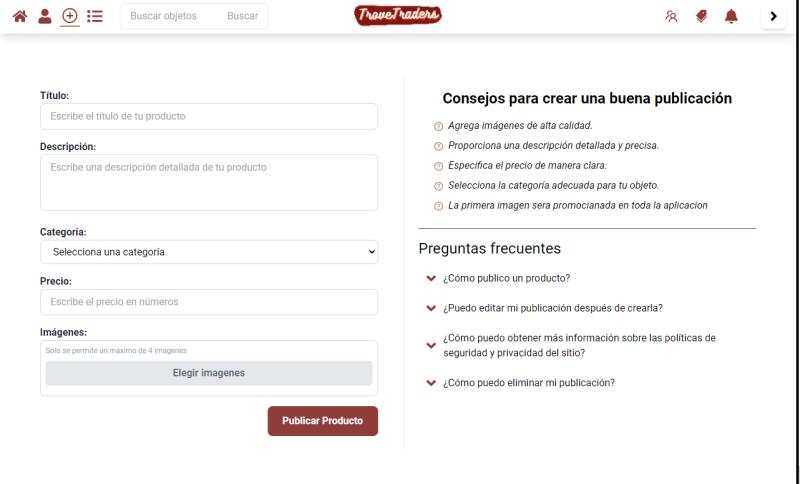 Buscar objetos
Buscar
TroveTraders
Título:
Escribe el título de tu producto
Descripción:
Escribe una descripción detallada de tu producto
Categoría:
Selecciona una categoría
Precio:
Escribe el precio en números
Imágenes:
Solo se permite un maximo de 4 imagenes
Elegir imagenes
Publicar Producto
Consejos para crear una buena publicación
Agrega imágenes de alta calidad.
Proporciona una descripción detallada y precisa.
Especifica el precio de manera clara.
Selecciona la categoría adecuada para tu objeto.
La primera imagen sera promocionada en toda la aplicacion
Preguntas frecuentes
¿Cómo publico un producto?
¿Puedo editar mi publicación después de crearla?
¿Cómo puedo obtener más información sobre las políticas de
seguridad y privacidad del sitio?
¿Cómo puedo eliminar mi publicación?